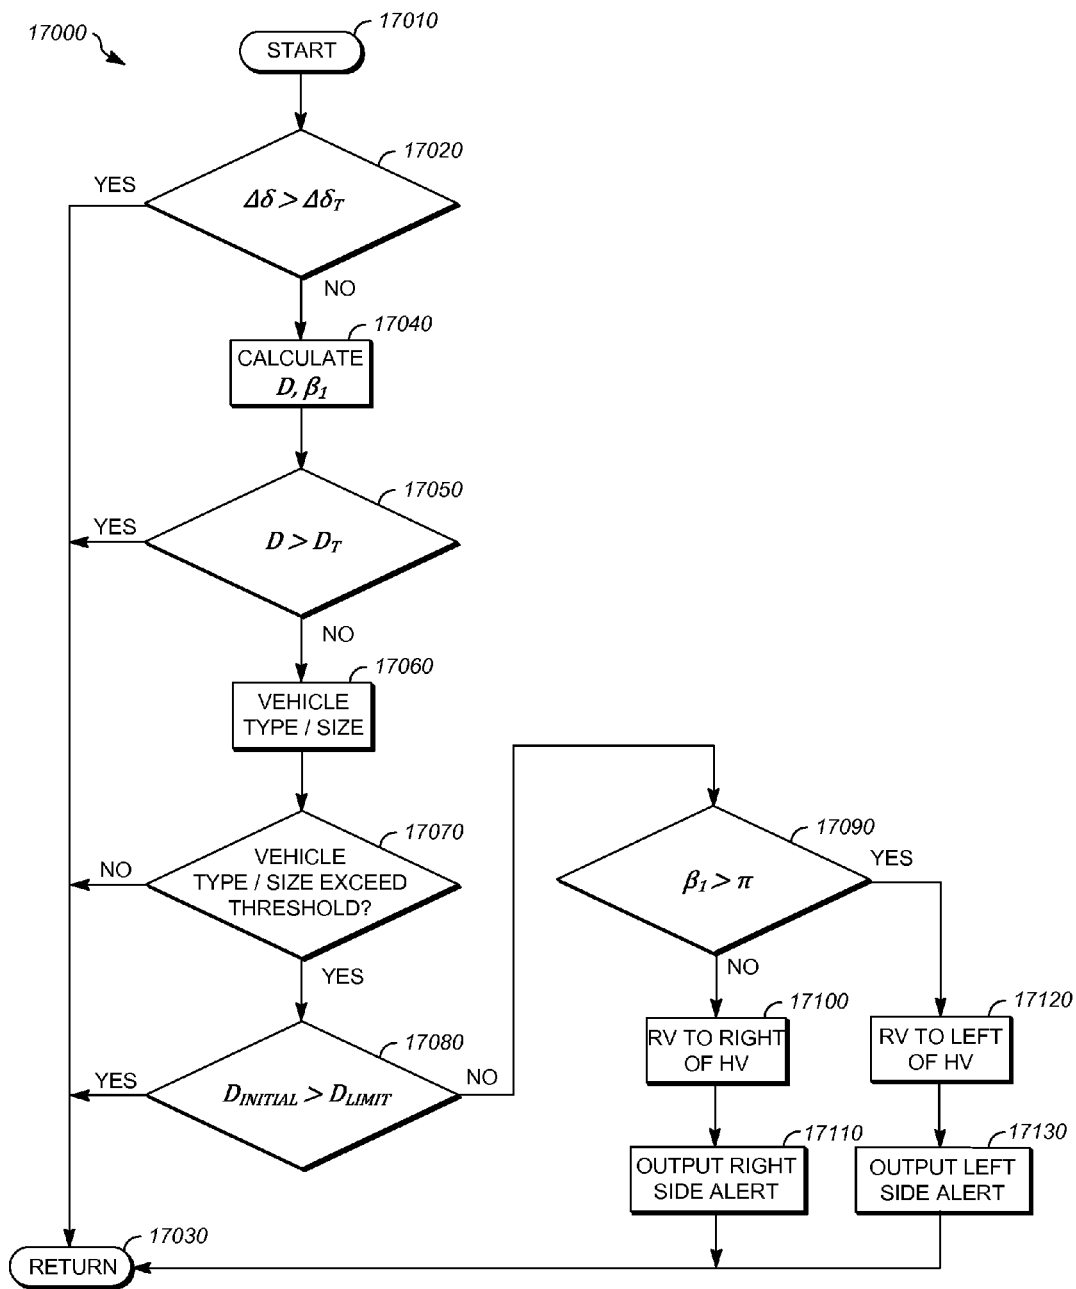 17000
17010
START
17020
YES
Δδ > Δδ_T
NO
17040
CALCULATE
D, β₁
17050
YES
D > D_T
NO
17060
VEHICLE
TYPE / SIZE
17070
NO
VEHICLE
TYPE / SIZE EXCEED
THRESHOLD?
YES
17080
YES
D_INITIAL > D_LIMIT
NO
17090
β₁ > π
YES
NO
17100
RV TO RIGHT
OF HV
17120
RV TO LEFT
OF HV
17110
OUTPUT RIGHT
SIDE ALERT
17130
OUTPUT LEFT
SIDE ALERT
17030
RETURN